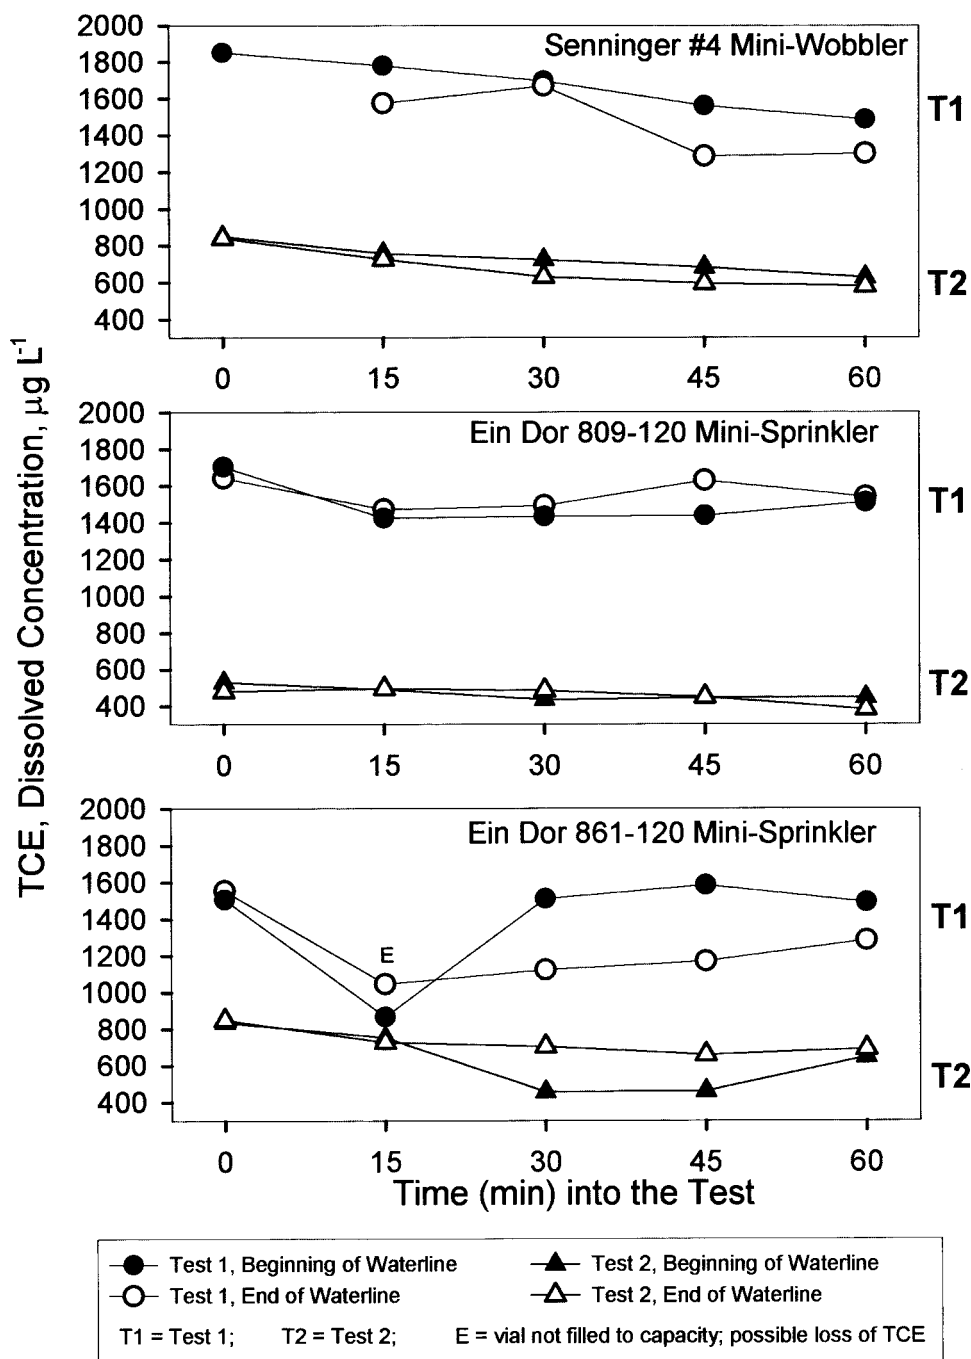 TCE, Dissolved Concentration, µg L-1
Senninger #4 Mini-Wobbler
2000
1800
1600
1400
1200
1000
800
600
400
T1
T2
0 15 30 45 60
Ein Dor 809-120 Mini-Sprinkler
2000
1800
1600
1400
1200
1000
800
600
400
T1
T2
0 15 30 45 60
Ein Dor 861-120 Mini-Sprinkler
2000
1800
1600
1400
1200
1000
800
600
400
E
T1
T2
0 15 30 45 60
Time (min) into the Test
Test 1, Beginning of Waterline Test 2, Beginning of Waterline
Test 1, End of Waterline Test 2, End of Waterline
T1 = Test 1; T2 = Test 2; E = vial not filled to capacity; possible loss of TCE